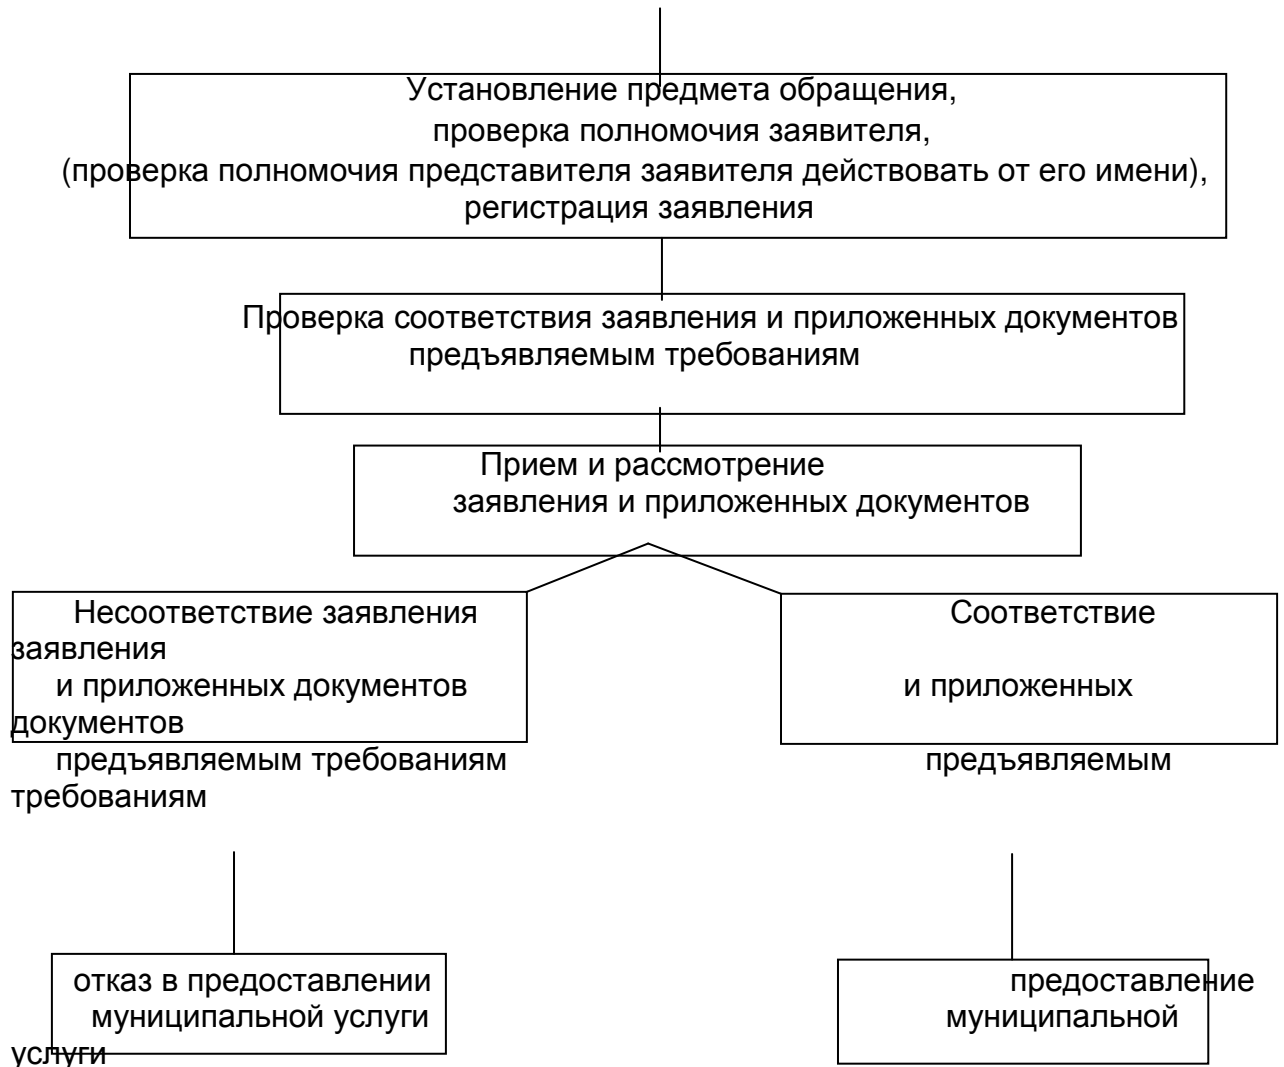 Установление предмета обращения,
проверка полномочия заявителя,
(проверка полномочия представителя заявителя действовать от его имени),
регистрация заявления
Проверка соответствия заявления и приложенных документов
предъявляемым требованиям
Прием и рассмотрение
заявления и приложенных документов
Несоответствие заявления Соответствие
заявления
и приложенных документов и приложенных
документов
предъявляемым требованиям предъявляемым
требованиям
отказ в предоставлении предоставление
муниципальной услуги муниципальной
услуги